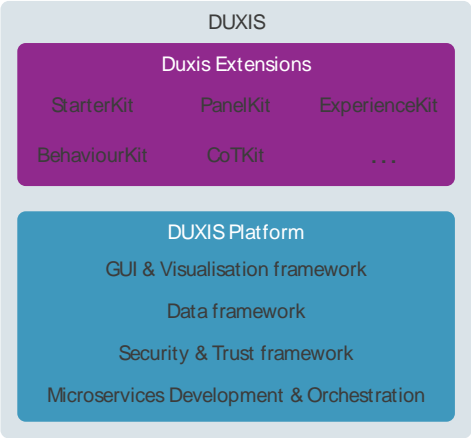 DUXIS
Duxis Extensions
StarterKit PanelKit ExperienceKit
BehaviourKit CoTKit ...
DUXIS Platform
GUI & Visualisation framework
Data framework
Security & Trust framework
Microservices Development & Orchestration